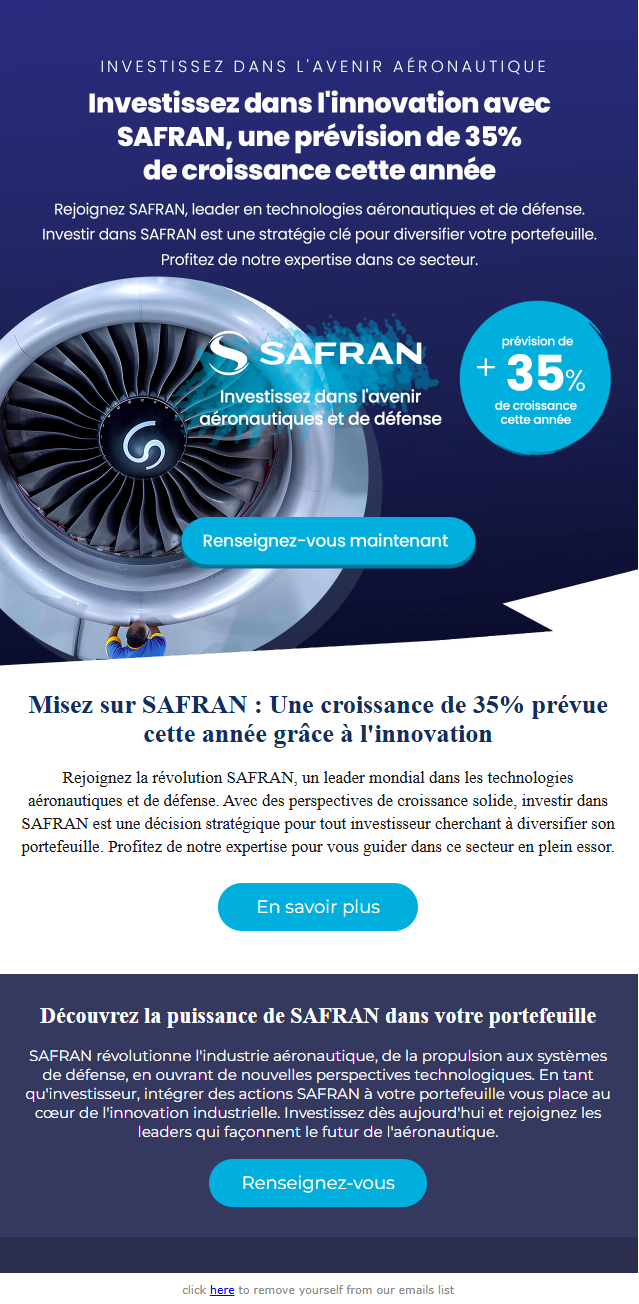 INVESTISSEZ DANS L'AVENIR AÉRONAUTIQUE
Investissez dans l'innovation avec
SAFRAN, une prévision de 35%
de croissance cette année
Rejoignez SAFRAN, leader en technologies aéronautiques et de défense.
Investir dans SAFRAN est une stratégie clé pour diversifier votre portefeuille.
Profitez de notre expertise dans ce secteur.
SAFRAN
Investissez dans l'avenir
aéronautiques et de défense
prévision de
+ 35%
de croissance
cette année
Renseignez-vous maintenant
Misez sur SAFRAN : Une croissance de 35% prévue
cette année grâce à l'innovation
Rejoignez la révolution SAFRAN, un leader mondial dans les technologies
aéronautiques et de défense. Avec des perspectives de croissance solide, investir dans
SAFRAN est une décision stratégique pour tout investisseur cherchant à diversifier son
portefeuille. Profitez de notre expertise pour vous guider dans ce secteur en plein essor.
En savoir plus
Découvrez la puissance de SAFRAN dans votre portefeuille
SAFRAN révolutionne l'industrie aéronautique, de la propulsion aux systèmes
de défense, en ouvrant de nouvelles perspectives technologiques. En tant
qu'investisseur, intégrer des actions SAFRAN à votre portefeuille vous place au
cœur de l'innovation industrielle. Investissez dès aujourd'hui et rejoignez les
leaders qui façonnent le futur de l'aéronautique.
Renseignez-vous
click here to remove yourself from our emails list